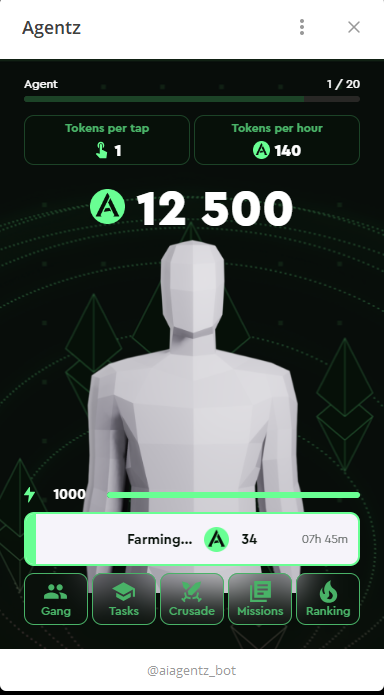 Agentz
Agent 1 / 20
Tokens per tap
1
Tokens per hour
140
12 500
1000
Farming... 34 07h 45m
Gang Tasks Crusade Missions Ranking
@aiagentz_bot